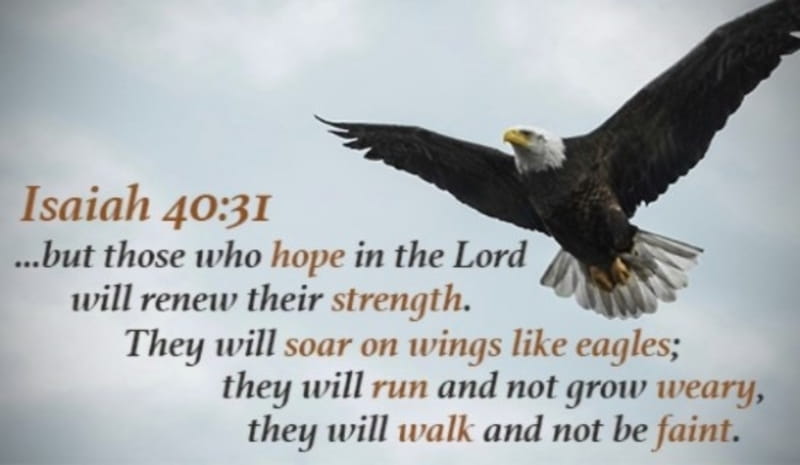 Isaiah 40:31
...but those who hope in the Lord
will renew their strength.
They will soar on wings like eagles;
they will run and not grow weary,
they will walk and not be faint.